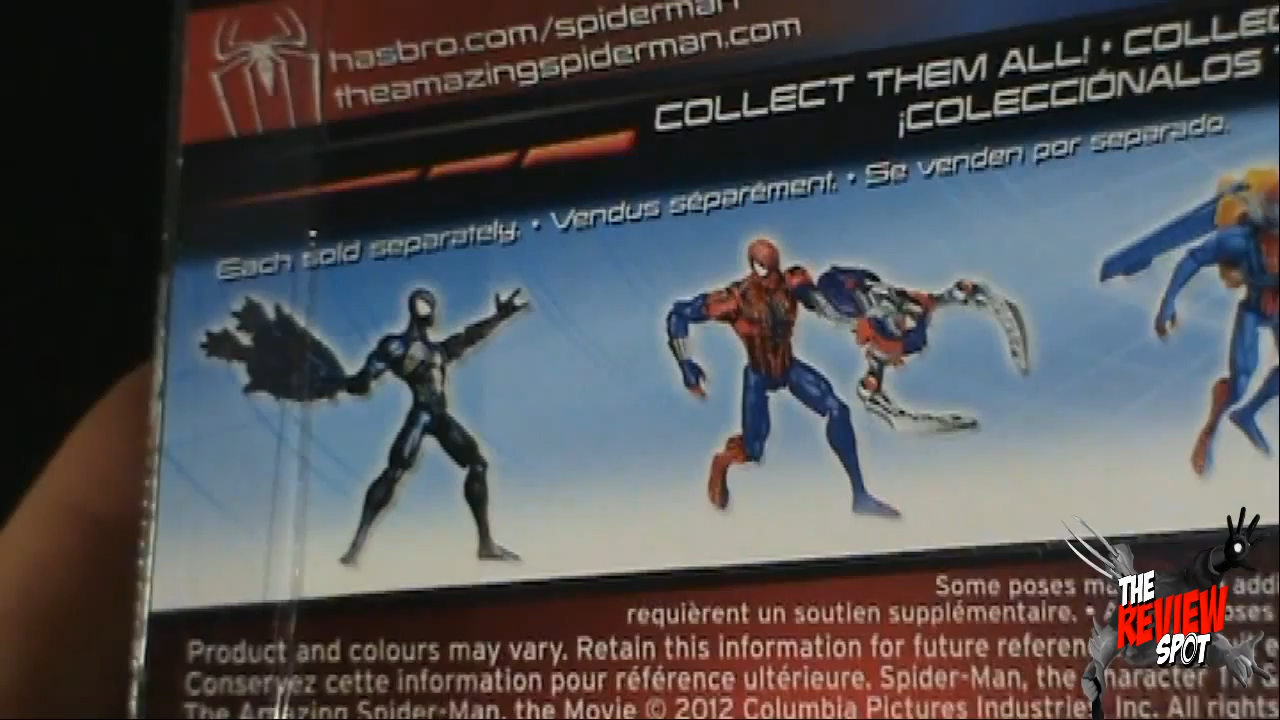 hasbro.com/spiderman
theamazingspiderman.com
COLLECT THEM ALL! •
¡COLECCIÓNALOS
Each sold separately. • Vendus séparément. • Se venden por separado.
Some poses
requièrent un soutien supplémentaire. •
Product and colours may vary. Retain this information for future
Conservez cette information pour référence ultérieure. Spider-Man, the
The Amazing Spider-Man, the Movie © 2012 Columbia Pictures Industries, Inc. All rights
THE
REVIEW
SPOT